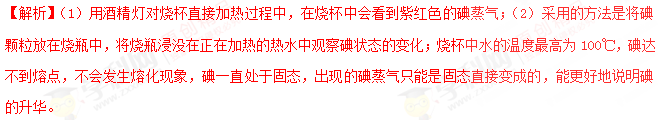 【解析】（1）用酒精灯对烧杯直接加热过程中，在烧杯中会看到紫红色的碘蒸气；（2）采用的方法是将碘
颗粒放在烧瓶中，将烧瓶浸没在正在加热的热水中观察碘状态的变化；烧杯中水的温度最高为 100℃，碘达
不到熔点，不会发生熔化现象，碘一直处于固态，出现的碘蒸气只能是固态直接变成的，能更好地说明碘
的升华。